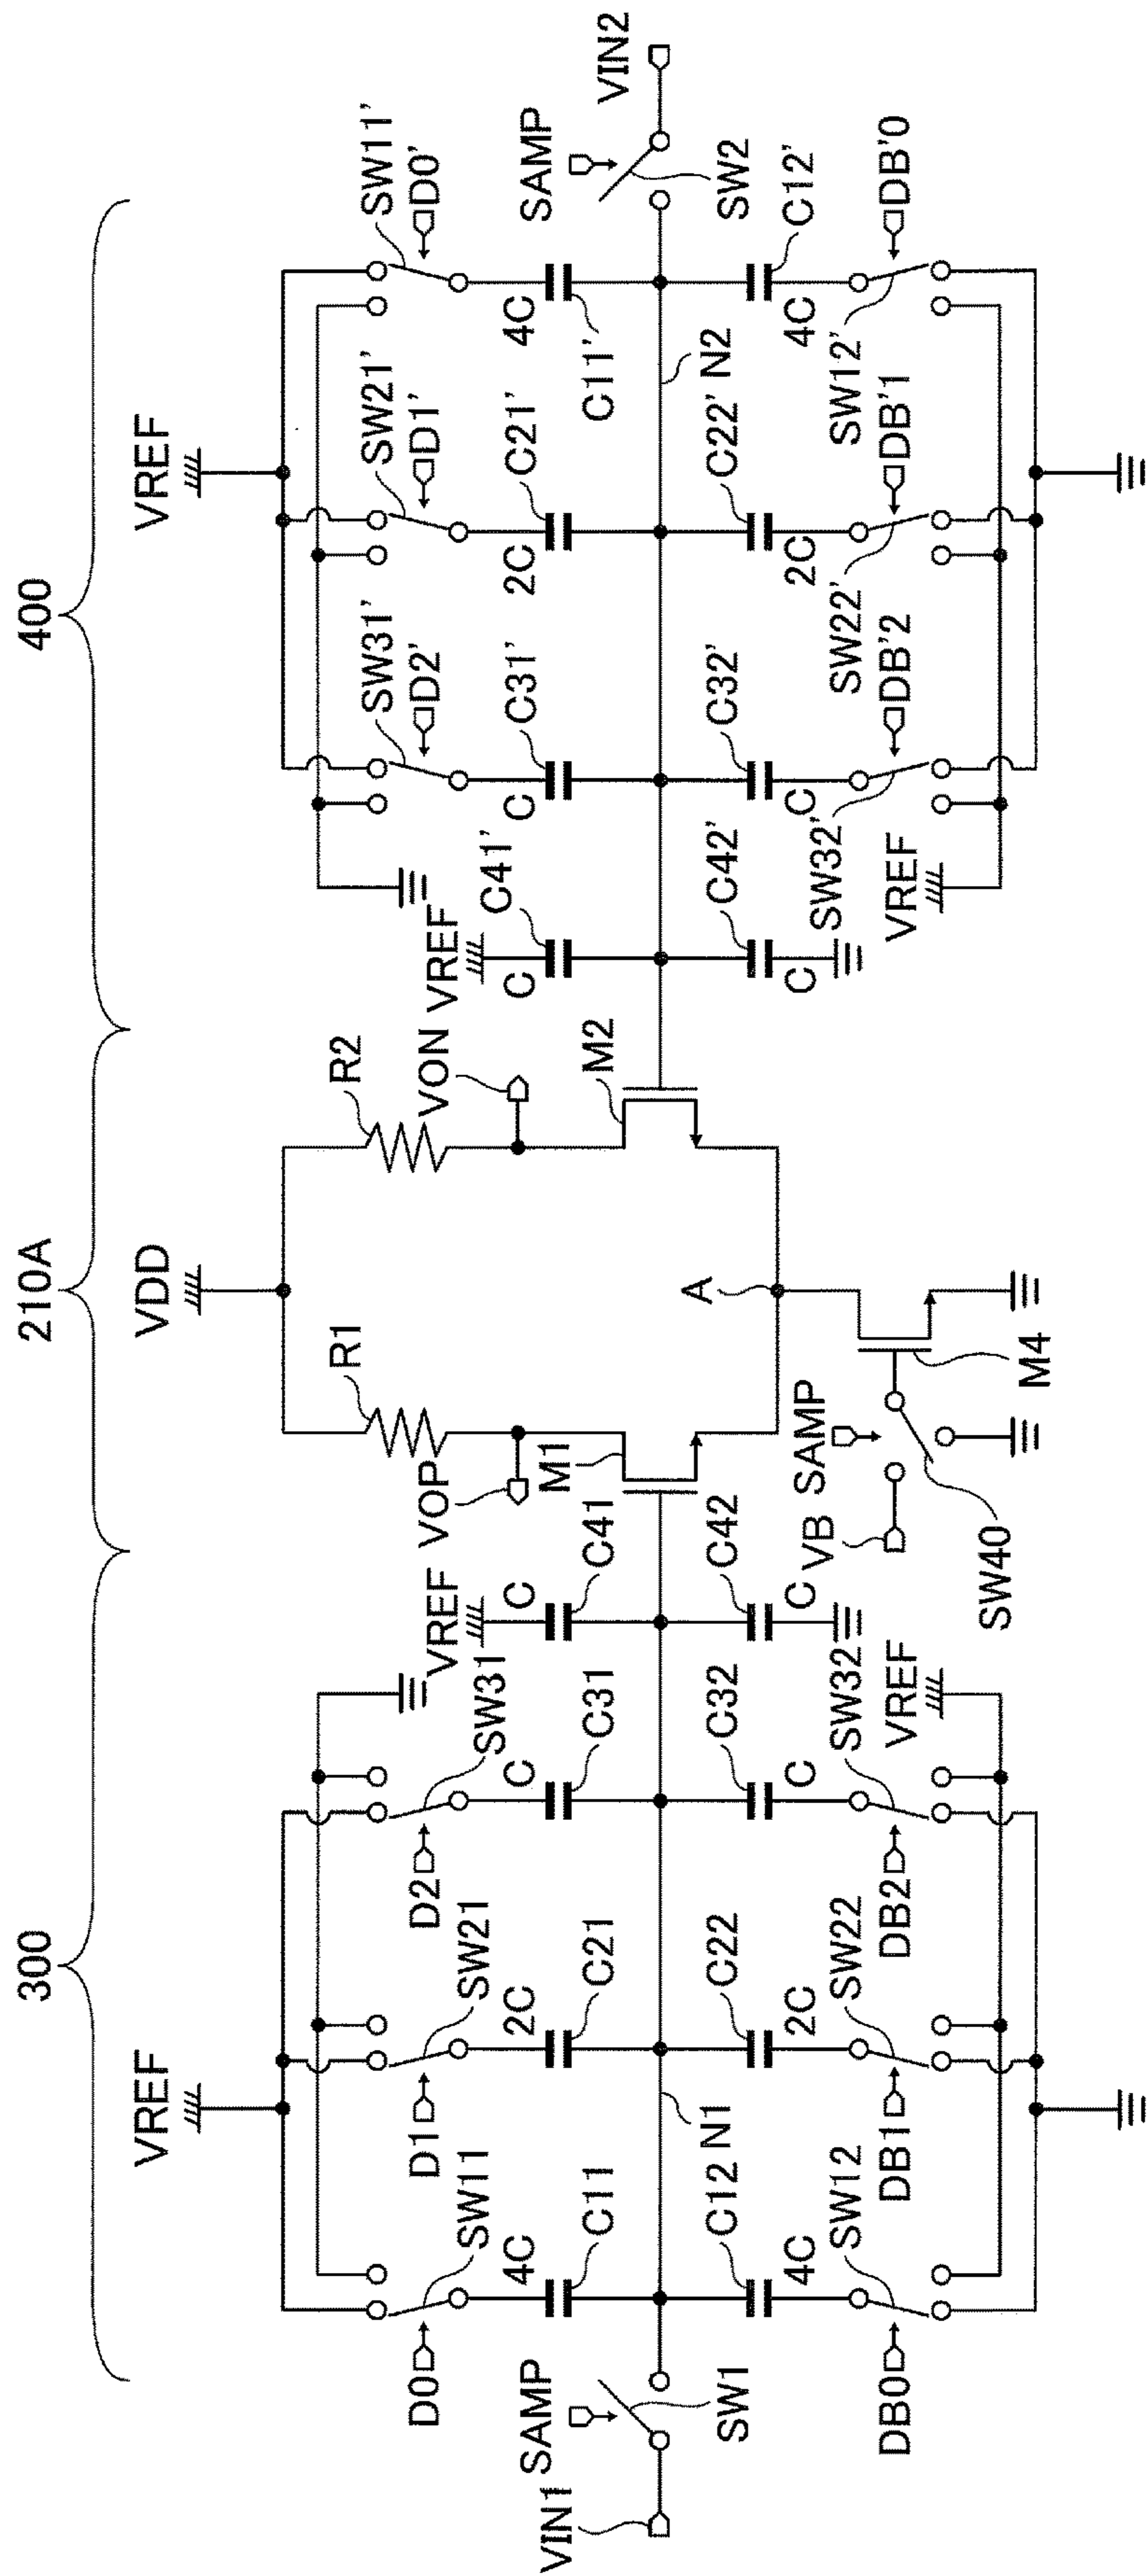 300
210A
400
VREF
VDD
VREF
D0
SW11
D1
SW21
D2
SW31
VREF
R1
R2
VREF
SW31'
D2'
SW21'
D1'
SW11'
D0'
VIN1
SAMP
SW1
4C
C11
2C
C21
C
C31
C
C41
VOP
M1
VON
M2
C
C41'
C
C31'
2C
C21'
4C
C11'
SAMP
SW2
VIN2
N1
N2
C12
4C
C22
2C
C32
C
C42
C
A
C42'
C
C32'
C
C22'
2C
C12'
4C
DB0
SW12
DB1
SW22
DB2
SW32
VREF
VB
SAMP
SW40
M4
VREF
SW32'
DB'2
SW22'
DB'1
SW12'
DB'0